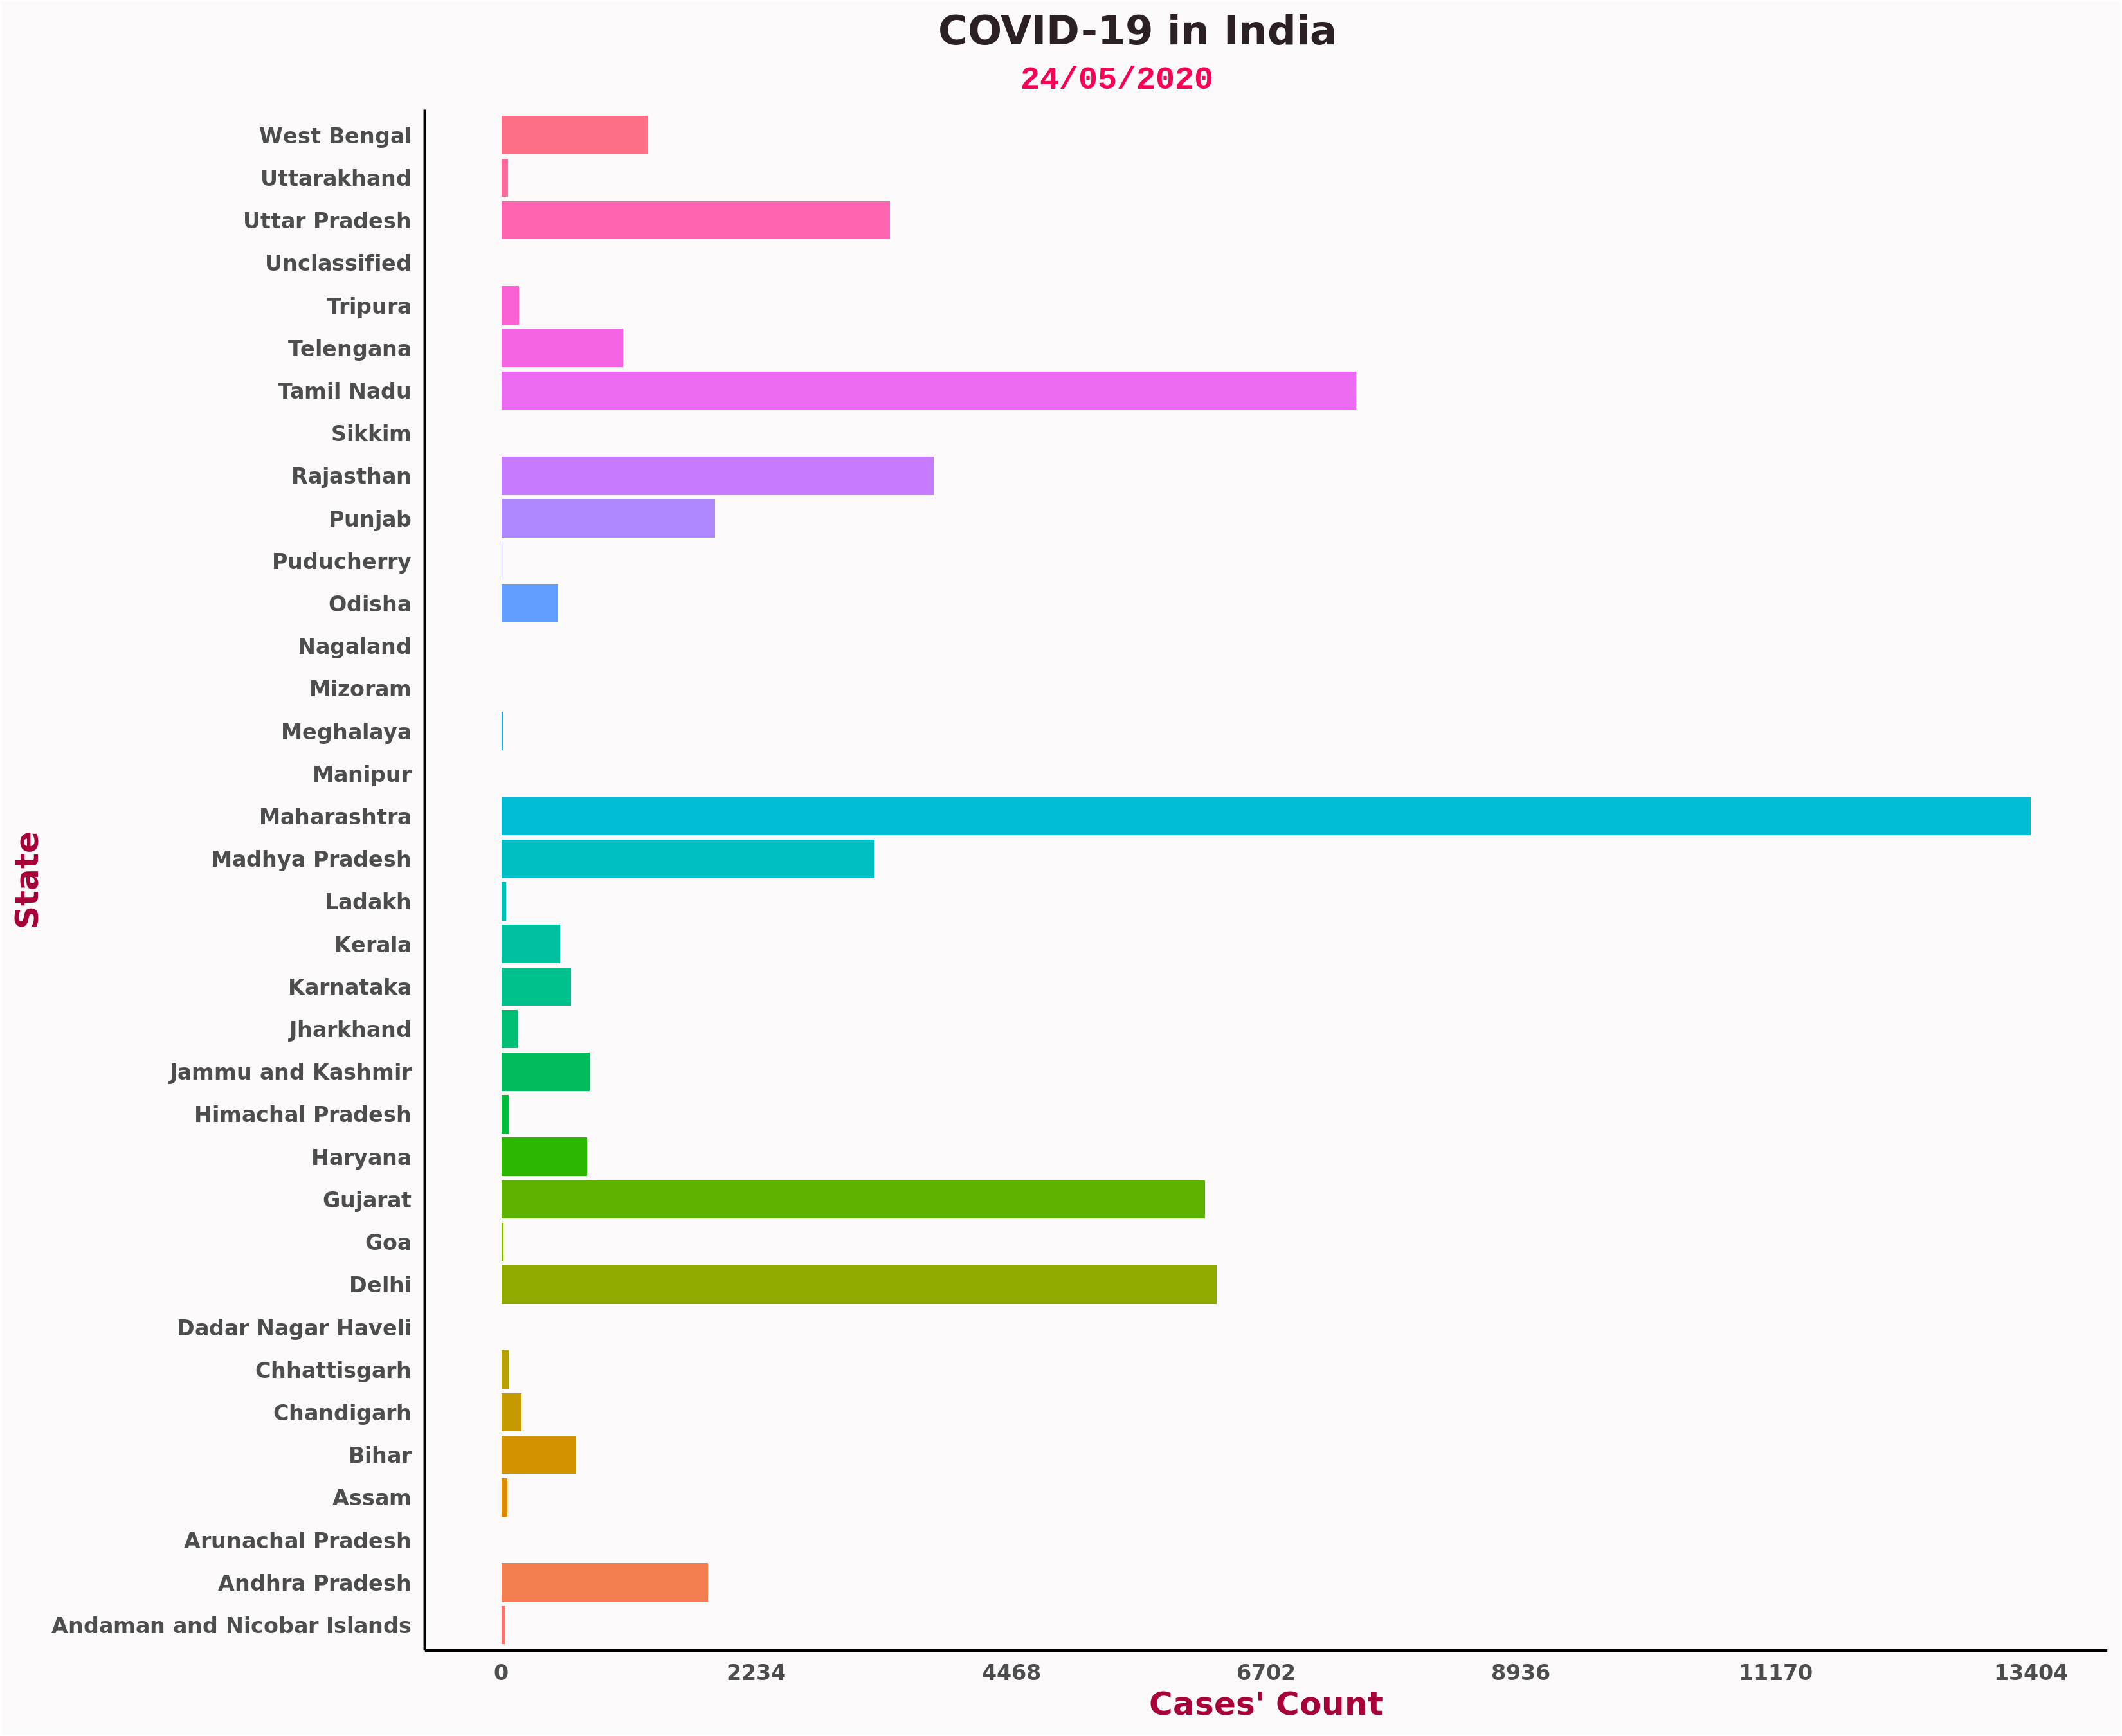 COVID-19 in India
24/05/2020
West Bengal
Uttarakhand
Uttar Pradesh
Unclassified
Tripura
Telengana
Tamil Nadu
Sikkim
Rajasthan
Punjab
Puducherry
Odisha
Nagaland
Mizoram
Meghalaya
Manipur
Maharashtra
Madhya Pradesh
Ladakh
Kerala
Karnataka
Jharkhand
Jammu and Kashmir
Himachal Pradesh
Haryana
Gujarat
Goa
Delhi
Dadar Nagar Haveli
Chhattisgarh
Chandigarh
Bihar
Assam
Arunachal Pradesh
Andhra Pradesh
Andaman and Nicobar Islands
State
0 2234 4468 6702 8936 11170 13404
Cases' Count